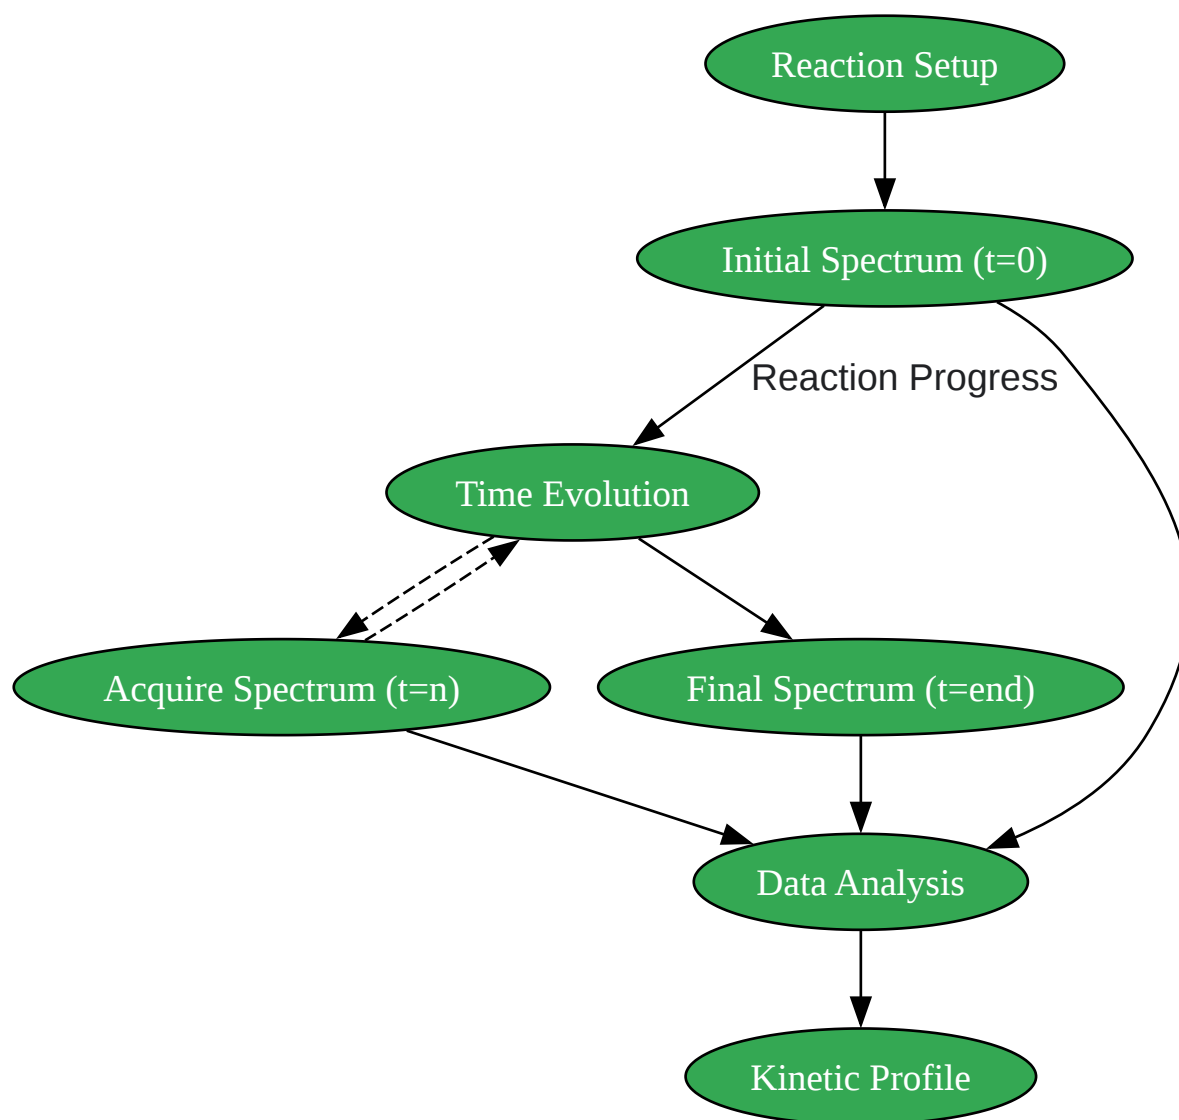 Reaction Setup
Initial Spectrum (t=0)
Reaction Progress
Time Evolution
Acquire Spectrum (t=n)
Final Spectrum (t=end)
Data Analysis
Kinetic Profile